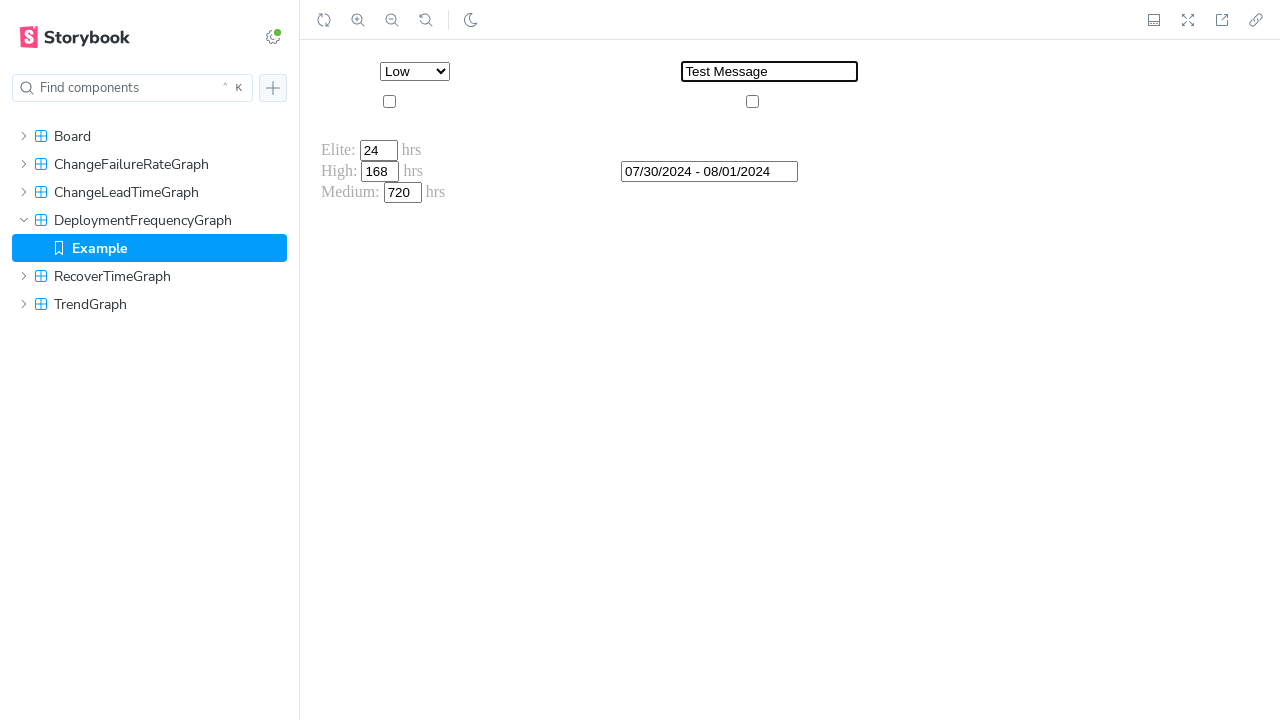 Storybook
Find components
^ K
Board
ChangeFailureRateGraph
ChangeLeadTimeGraph
DeploymentFrequencyGraph
Example
RecoverTimeGraph
TrendGraph
Low
Test Message
Elite: 24 hrs
High: 168 hrs
Medium: 720 hrs
07/30/2024 - 08/01/2024